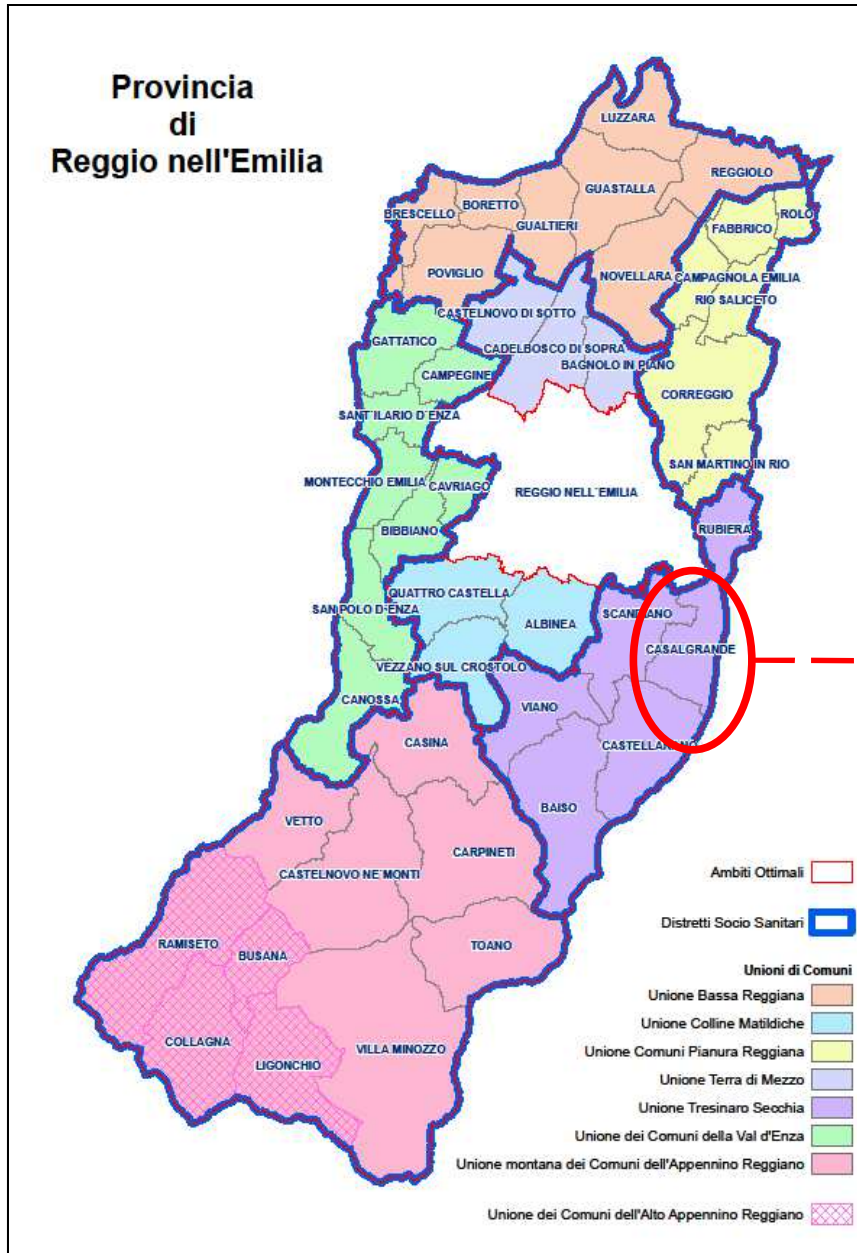 Provincia
di
Reggio nell'Emilia
LUZZARA
REGGIOLO
GUASTALLA
BORETTO
BRESCELLO
ROLO
GUALTIERI
FABBRICO
POVIGLIO
NOVELLARA
CAMPAGNOLA EMILIA
RIO SALICETO
CASTELNOVO DI SOTTO
GATTATICO
CADELBOSCO DI SOPRA
BAGNOLO IN PIANO
CAMPEGINE
CORREGGIO
SANT'ILARIO D'ENZA
SAN MARTINO IN RIO
MONTECCHIO EMILIA
CAVRIAGO
REGGIO NELL'EMILIA
RUBIERA
BIBBIANO
QUATTRO CASTELLA
SAN POLO D'ENZA
SCANDIANO
ALBINEA
CASALGRANDE
VEZZANO SUL CROSTOLO
CANOSSA
VIANO
CASINA
CASTELLARANO
BAISO
VETTO
CARPINETI
CASTELNOVO NE'MONTI
Ambiti Ottimali
RAMISETO
TOANO
Distretti Socio Sanitari
BUSANA
Unioni di Comuni
Unione Bassa Reggiana
Unione Colline Matildiche
COLLAGNA
VILLA MINOZZO
Unione Comuni Pianura Reggiana
LIGONCHIO
Unione Terra di Mezzo
Unione Tresinaro Secchia
Unione dei Comuni della Val d'Enza
Unione montana dei Comuni dell'Appennino Reggiano
Unione dei Comuni dell'Alto Appennino Reggiano